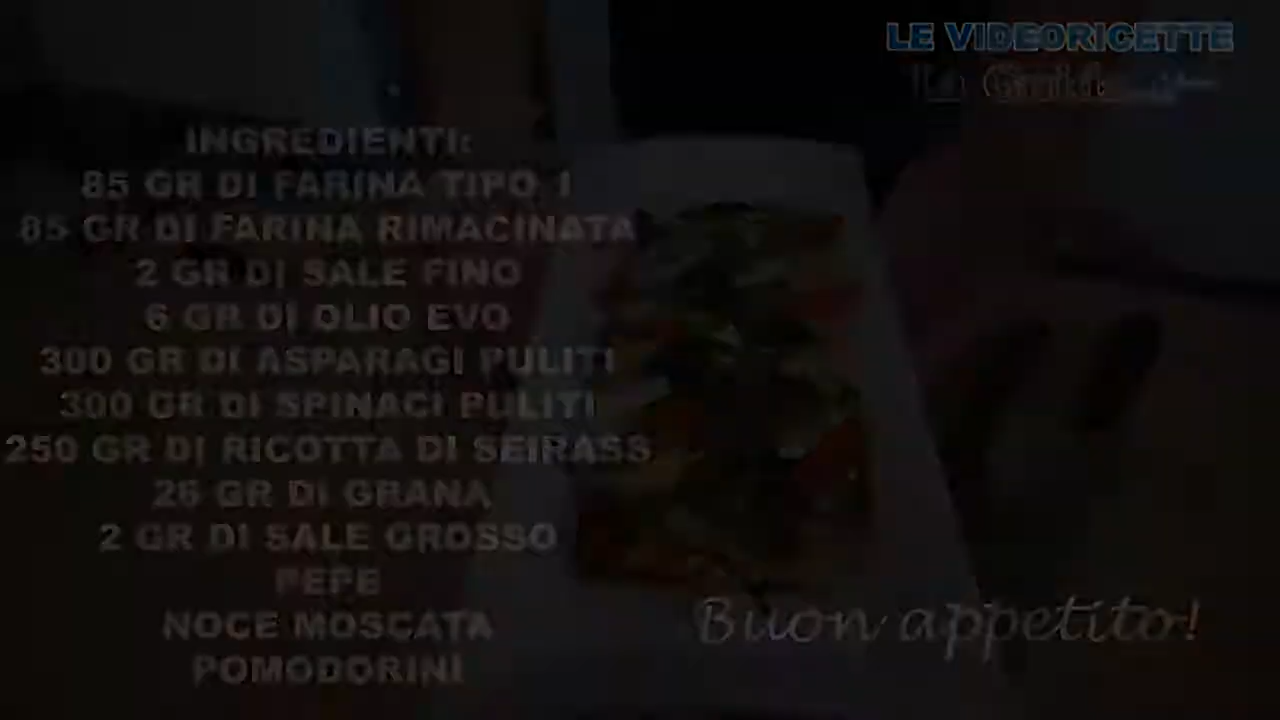 LE VIDEORICETTE
INGREDIENTI:
85 GR DI FARINA TIPO 1
85 GR DI FARINA RIMACINATA
2 GR DI SALE FINO
6 GR DI OLIO EVO
300 GR DI ASPARAGI PULITI
300 GR DI SPINACI PULITI
250 GR DI RICOTTA DI SEIRASS
25 GR DI GRANA
2 GR DI SALE GROSSO
PEPE
NOCE MOSCATA
POMODORINI
Buon appetito!